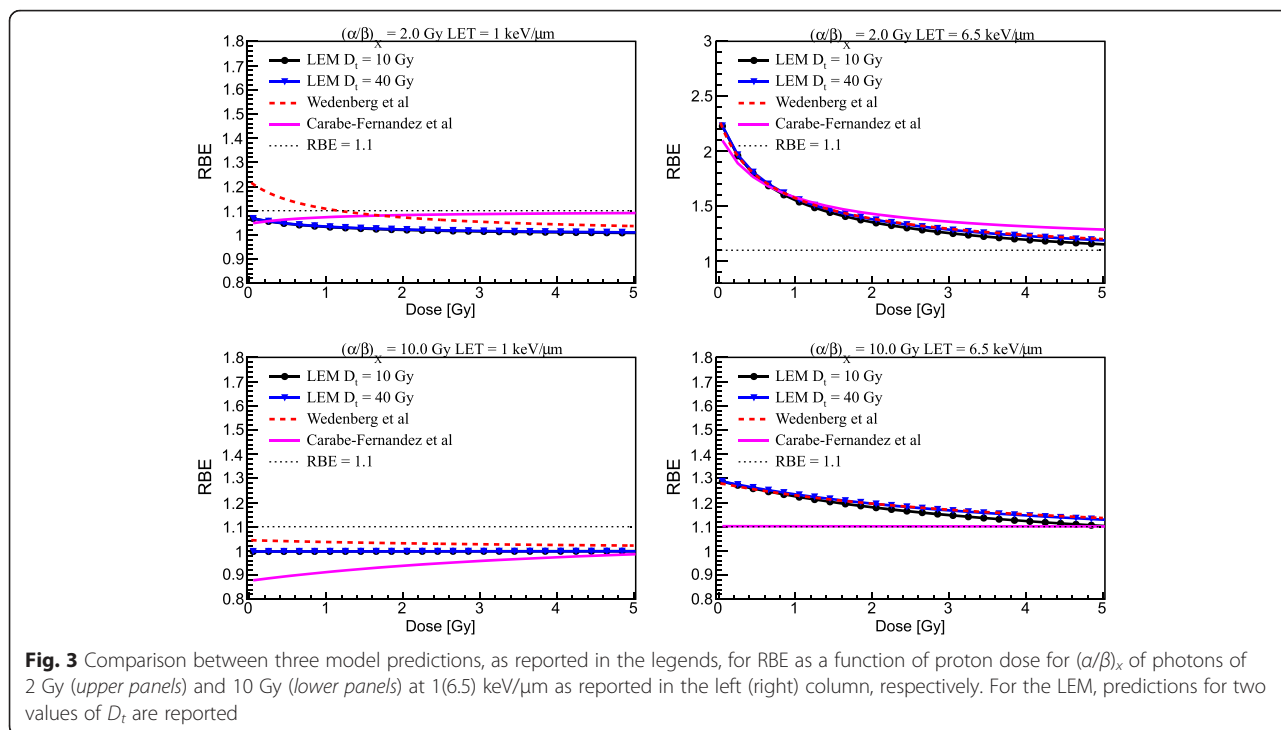 (α/β)x = 2.0 Gy LET = 1 keV/μm
1.8
1.7
1.6
1.5
1.4
1.3
1.2
1.1
1
0.9
0.8
RBE
LEM Dt = 10 Gy
LEM Dt = 40 Gy
Wedenberg et al
Carabe-Fernandez et al
RBE = 1.1
0 1 2 3 4 5
Dose [Gy]
(α/β)x = 2.0 Gy LET = 6.5 keV/μm
3
2.5
2
1.5
1
RBE
LEM Dt = 10 Gy
LEM Dt = 40 Gy
Wedenberg et al
Carabe-Fernandez et al
RBE = 1.1
0 1 2 3 4 5
Dose [Gy]
(α/β)x = 10.0 Gy LET = 1 keV/μm
1.8
1.7
1.6
1.5
1.4
1.3
1.2
1.1
1
0.9
0.8
RBE
LEM Dt = 10 Gy
LEM Dt = 40 Gy
Wedenberg et al
Carabe-Fernandez et al
RBE = 1.1
0 1 2 3 4 5
Dose [Gy]
(α/β)x = 10.0 Gy LET = 6.5 keV/μm
1.8
1.7
1.6
1.5
1.4
1.3
1.2
1.1
1
0.9
0.8
RBE
LEM Dt = 10 Gy
LEM Dt = 40 Gy
Wedenberg et al
Carabe-Fernandez et al
RBE = 1.1
0 1 2 3 4 5
Dose [Gy]
Fig. 3 Comparison between three model predictions, as reported in the legends, for RBE as a function of proton dose for (α/β)x of photons of
2 Gy (upper panels) and 10 Gy (lower panels) at 1(6.5) keV/μm as reported in the left (right) column, respectively. For the LEM, predictions for two
values of Dt are reported